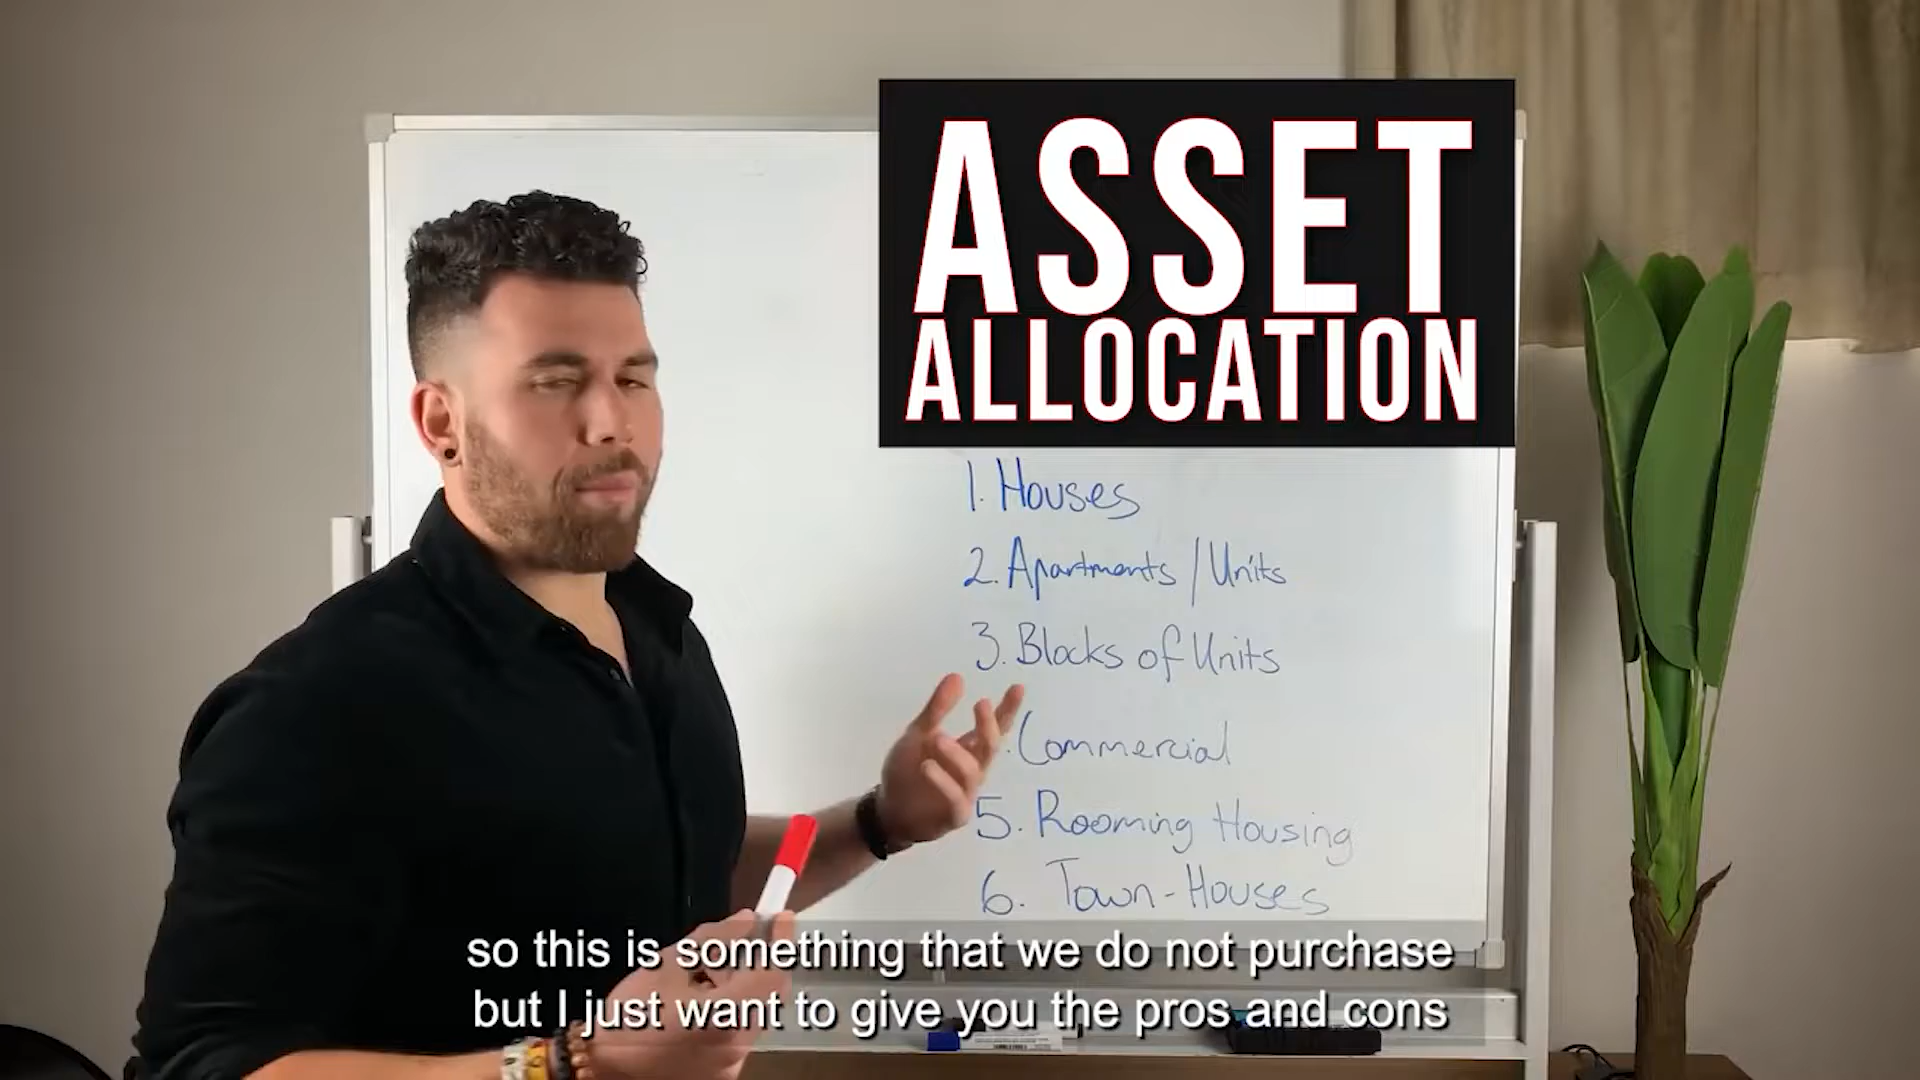 ASSET
ALLOCATION
1. Houses
2. Apartments / Units
3. Blocks of Units
. Commercial
5. Rooming Housing
6. Town-Houses
so this is something that we do not purchase
but I just want to give you the pros and cons